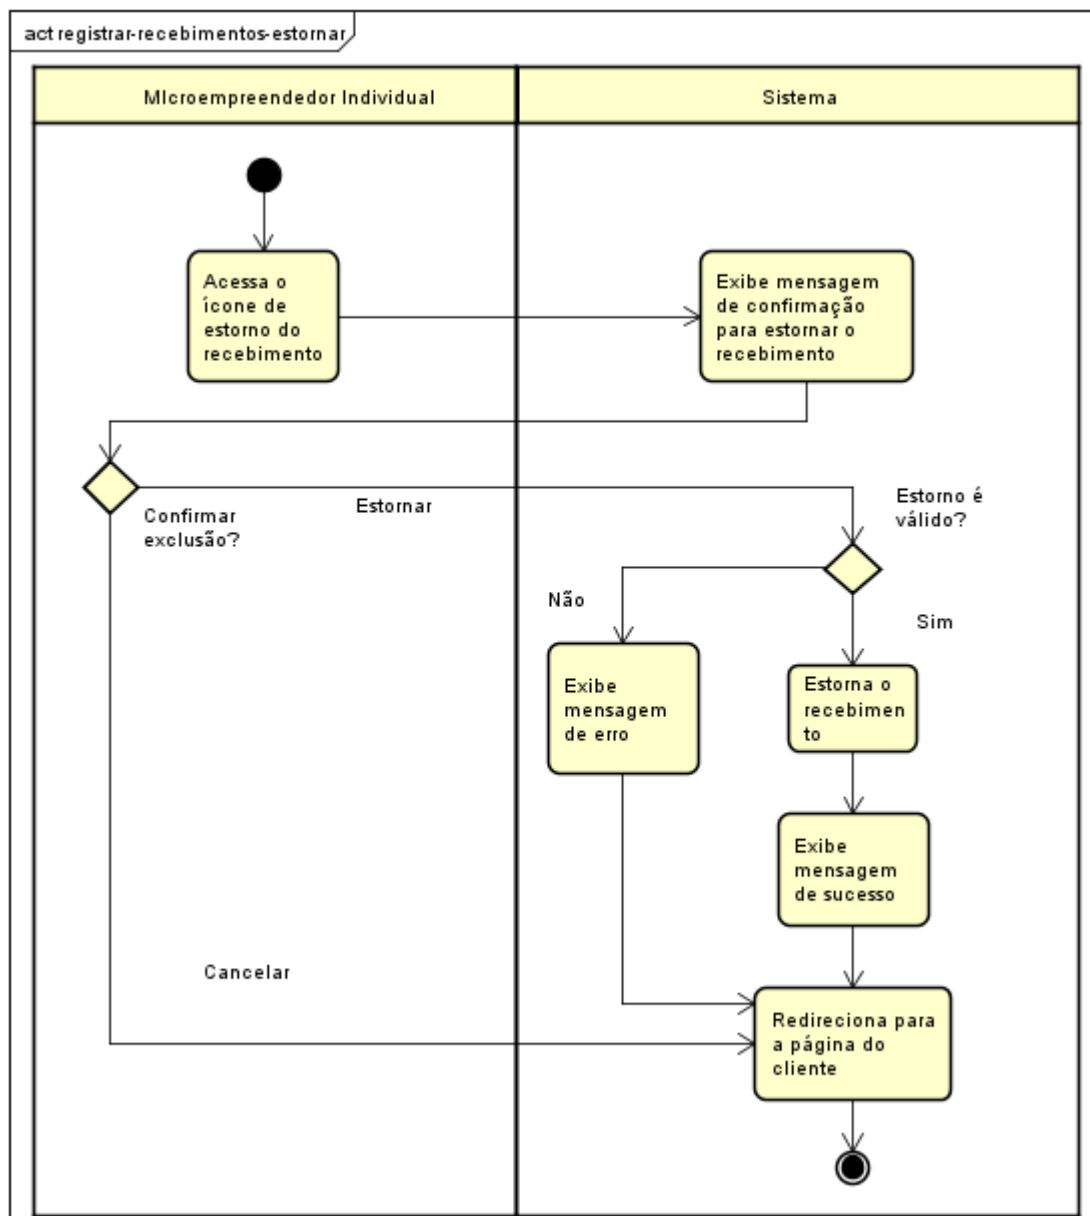 act registrar-recebimentos-estornar
MIcroempreendedor Individual
Sistema
Acessa o
ícone de
estorno do
recebimento
Exibe mensagem
de confirmação
para estornar o
recebimento
Confirmar
exclusão?
Estornar
Estorno é
válido?
Não
Sim
Exibe
mensagem
de erro
Estorna o
recebimen
to
Exibe
mensagem
de sucesso
Cancelar
Redireciona para
a página do
cliente